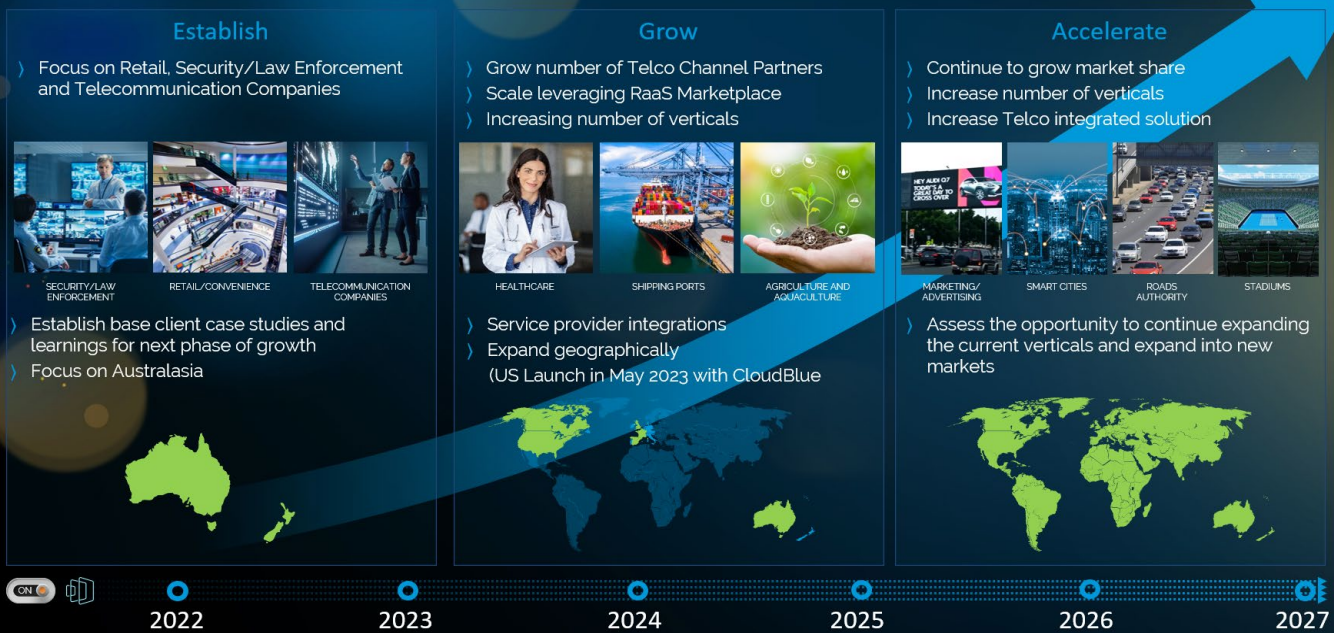 Establish
Focus on Retail, Security/Law Enforcement
and Telecommunication Companies
SECURITY/LAW
ENFORCEMENT
RETAIL/CONVENIENCE
TELECOMMUNICATION
COMPANIES
Establish base client case studies and
learnings for next phase of growth
Focus on Australasia
Grow
Grow number of Telco Channel Partners
Scale leveraging RaaS Marketplace
Increasing number of verticals
HEALTHCARE
SHIPPING PORTS
AGRICULTURE AND
AQUACULTURE
Service provider integrations
Expand geographically
(US Launch in May 2023 with CloudBlue
Accelerate
Continue to grow market share
Increase number of verticals
Increase Telco integrated solution
HEY AUDI Q7
TODAY'S A
GREAT DAY TO
CROSS OVER
MARKETING/
ADVERTISING
SMART CITIES
ROADS
AUTHORITY
STADIUMS
Assess the opportunity to continue expanding
the current verticals and expand into new
markets
ON
2022
2023
2024
2025
2026
2027